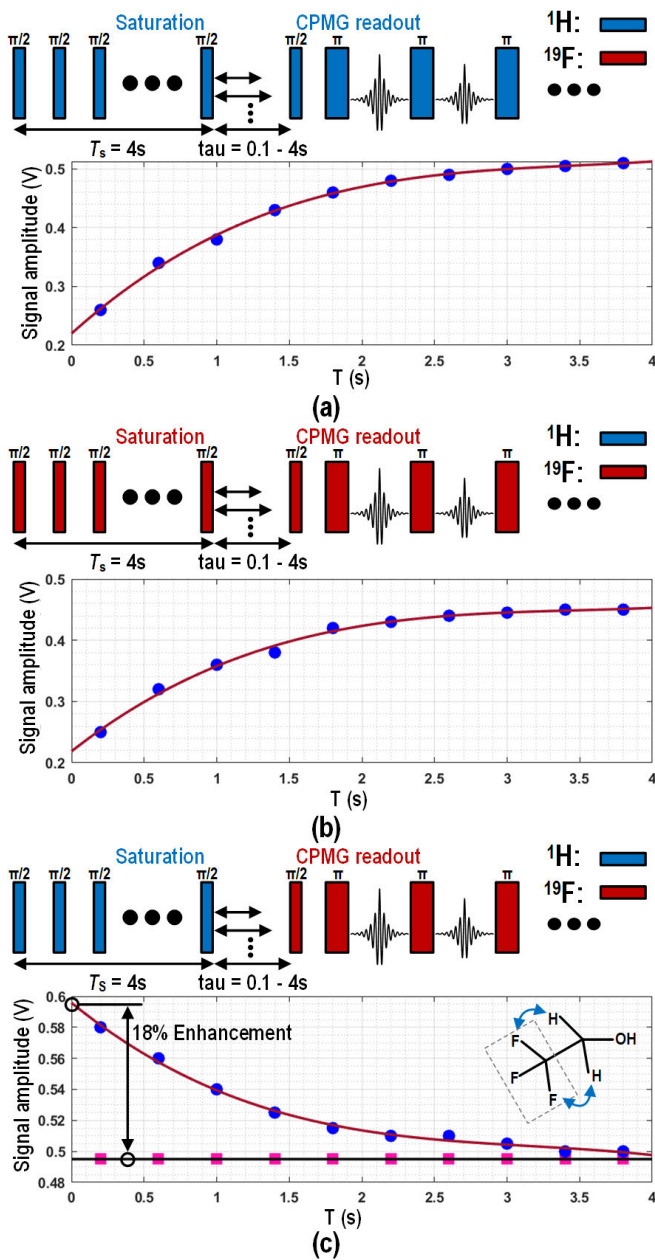 Saturation CPMG readout ¹H:
π/2 π/2 π/2 π/2 π/2 π π π ¹⁹F:
Tₛ = 4s tau = 0.1 - 4s
Signal amplitude (V)
0.5
0.4
0.3
0.2
0 0.5 1 1.5 2 2.5 3 3.5 4
T (s)
(a)
Saturation CPMG readout ¹H:
π/2 π/2 π/2 π/2 π/2 π π π ¹⁹F:
Tₛ = 4s tau = 0.1 - 4s
Signal amplitude (V)
0.5
0.4
0.3
0.2
0 0.5 1 1.5 2 2.5 3 3.5 4
T (s)
(b)
Saturation CPMG readout ¹H:
π/2 π/2 π/2 π/2 π/2 π π π ¹⁹F:
Tₛ = 4s tau = 0.1 - 4s
Signal amplitude (V)
0.6
0.58
0.56
0.54
0.52
0.5
0.48
18% Enhancement
H
F OH
F H
F
0 0.5 1 1.5 2 2.5 3 3.5 4
T (s)
(c)